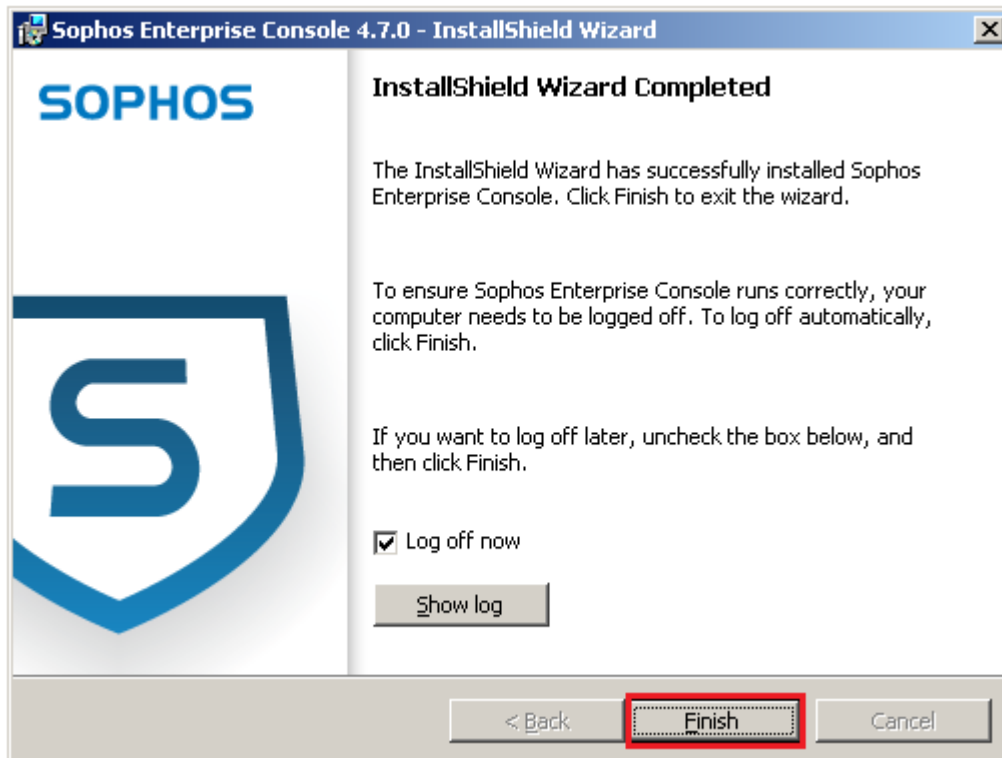 Sophos Enterprise Console 4.7.0 - InstallShield Wizard
SOPHOS
InstallShield Wizard Completed
The InstallShield Wizard has successfully installed Sophos
Enterprise Console. Click Finish to exit the wizard.
To ensure Sophos Enterprise Console runs correctly, your
computer needs to be logged off. To log off automatically,
click Finish.
If you want to log off later, uncheck the box below, and
then click Finish.
Log off now
Show log
< Back
Finish
Cancel